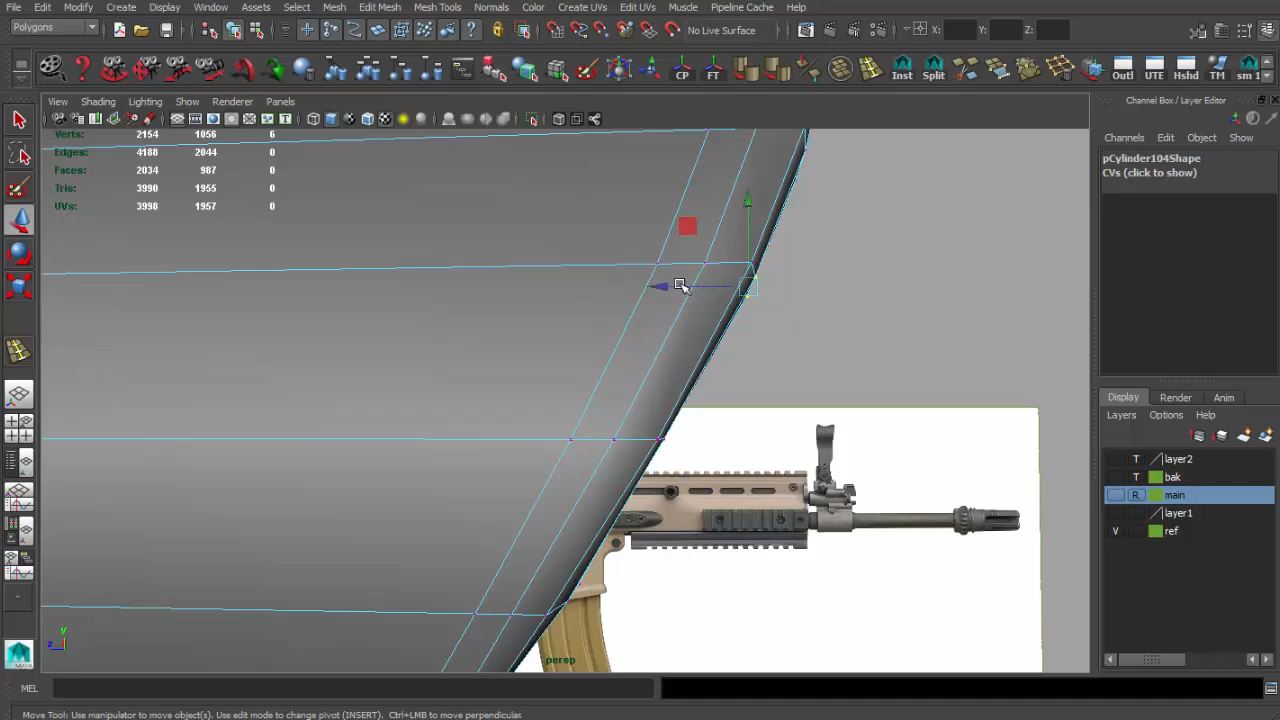 File Edit Modify Create Display Window Assets Select Mesh Edit Mesh Mesh Tools Normals Color Create UVs Edit UVs Muscle Pipeline Cache Help
Polygons No Live Surface X: Y: Z:
CP FT Inst Split Outl UTE Hshd TM sm 1
View Shading Lighting Show Renderer Panels
Channel Box / Layer Editor
Channels Edit Object Show
Verts: 2154 1056 6
Edges: 4188 2044 0
Faces: 2034 987 0
Tris: 3990 1955 0
UVs: 3998 1957 0
pCylinder104Shape
CVs (click to show)
Display Render Anim
Layers Options Help
T layer2
T bak
R main
layer1
V ref
y
z
persp
MAYA
MEL
Move Tool: Use manipulator to move object(s). Use edit mode to change pivot (INSERT). Ctrl+LMB to move perpendicular.